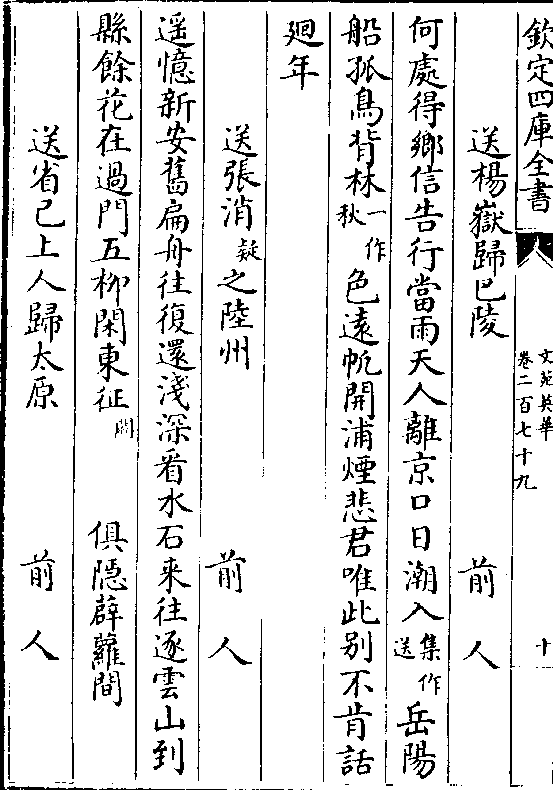 欽定四庫全書
文苑英華
卷二百七十九
十
送楊嶽歸巴陵 前人
何處得鄉信告行當雨天人離京口日潮入集作送岳陽
船孤鳥背林一作秋色遠帆開浦煙悲君唯此别不肯話
廻年
送張消疑之陸州 前人
遥憶新安舊扁舟往復還淺深看水石来往逐雲山到
縣餘花在過門五柳閑東征闕 俱隠薜蘿間
送省己上人歸太原 前人